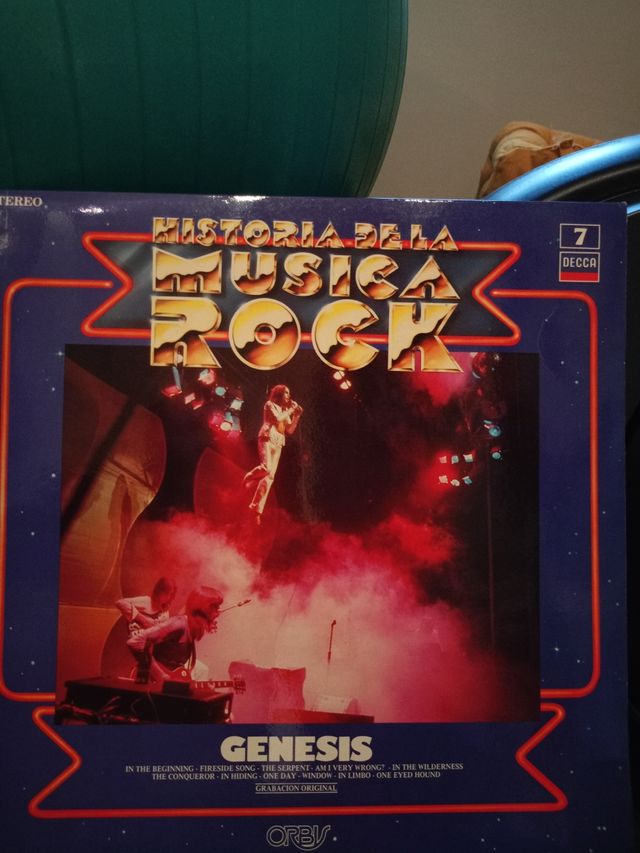 STEREO
HISTORIA DE LA
MUSICA
ROCK
7
DECCA
GENESIS
IN THE BEGINNING - FIRESIDE SONG - THE SERPENT - AM I VERY WRONG? - IN THE WILDERNESS
THE CONQUEROR - IN HIDING - ONE DAY - WINDOW - IN LIMBO - ONE EYED HOUND
GRABACION ORIGINAL
ORBIS